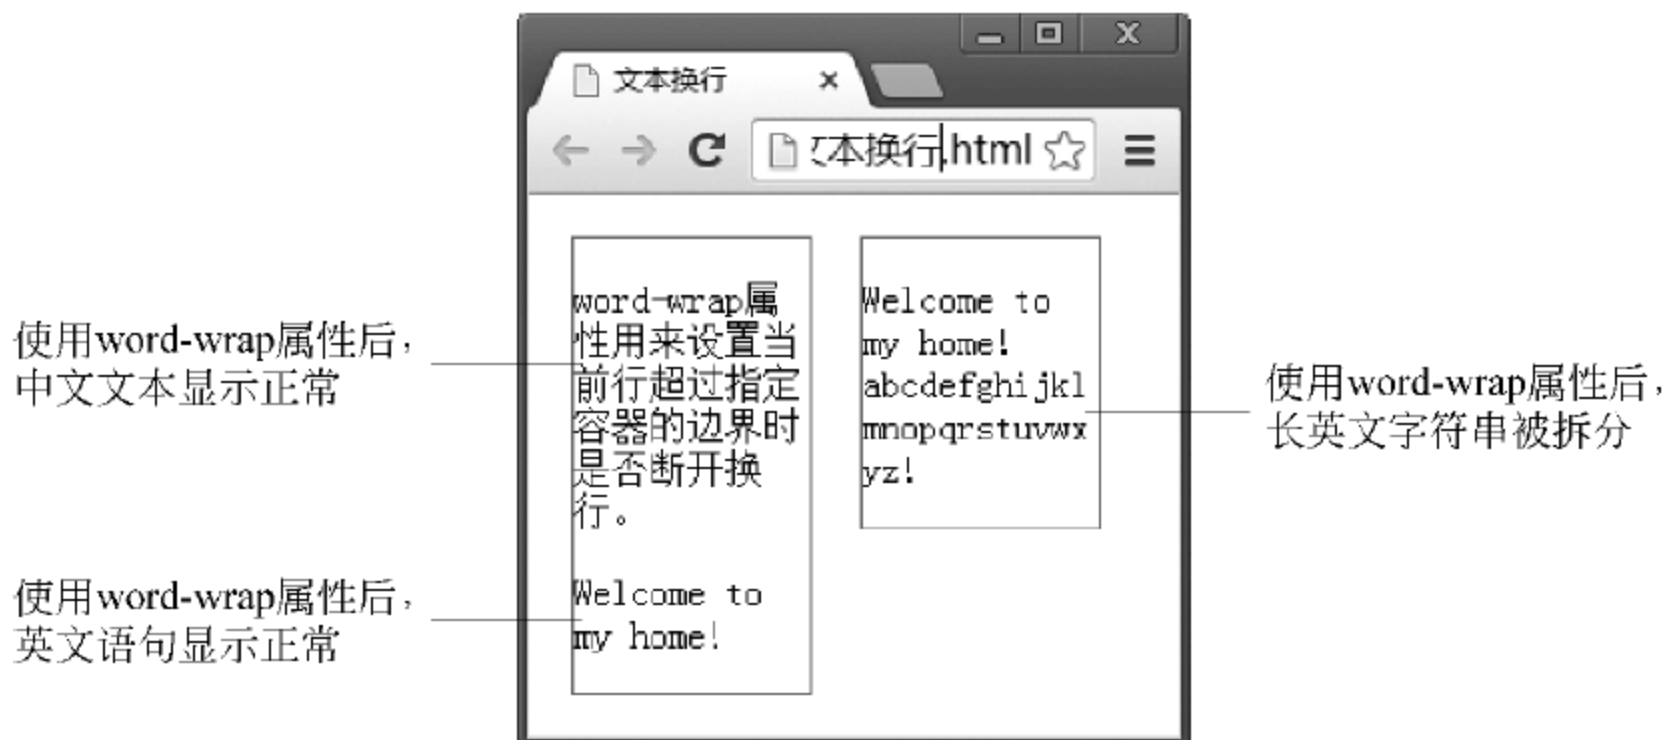 文本换行
文本换行.html
使用word-wrap属性后，
中文文本显示正常
word-wrap属
性用来设置当
前行超过指定
容器的边界时
是否断开换
行。
使用word-wrap属性后，
英文语句显示正常
Welcome to
my home!
Welcome to
my home!
abcdefghijkl
mnopqrstuvwx
yz!
使用word-wrap属性后，
长英文字符串被拆分